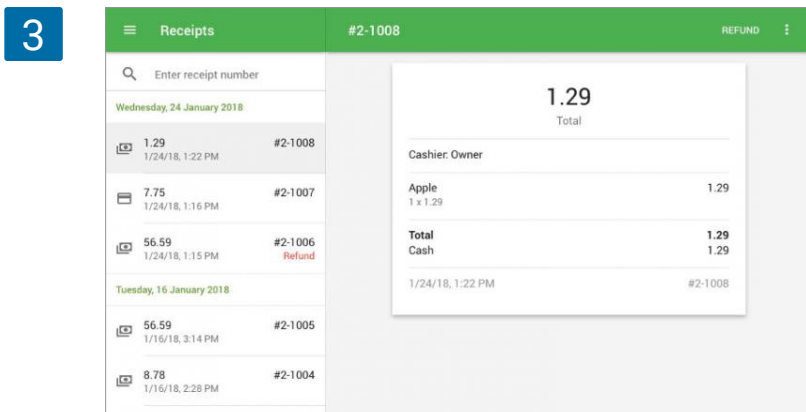 3
Receipts
#2-1008
REFUND
Enter receipt number
Wednesday, 24 January 2018
1.29 #2-1008
1/24/18, 1:22 PM
7.75 #2-1007
1/24/18, 1:16 PM
56.59 #2-1006
1/24/18, 1:15 PM Refund
Tuesday, 16 January 2018
56.59 #2-1005
1/16/18, 3:14 PM
8.78 #2-1004
1/16/18, 2:28 PM
1.29
Total
Cashier: Owner
Apple 1.29
1 x 1.29
Total 1.29
Cash 1.29
1/24/18, 1:22 PM #2-1008